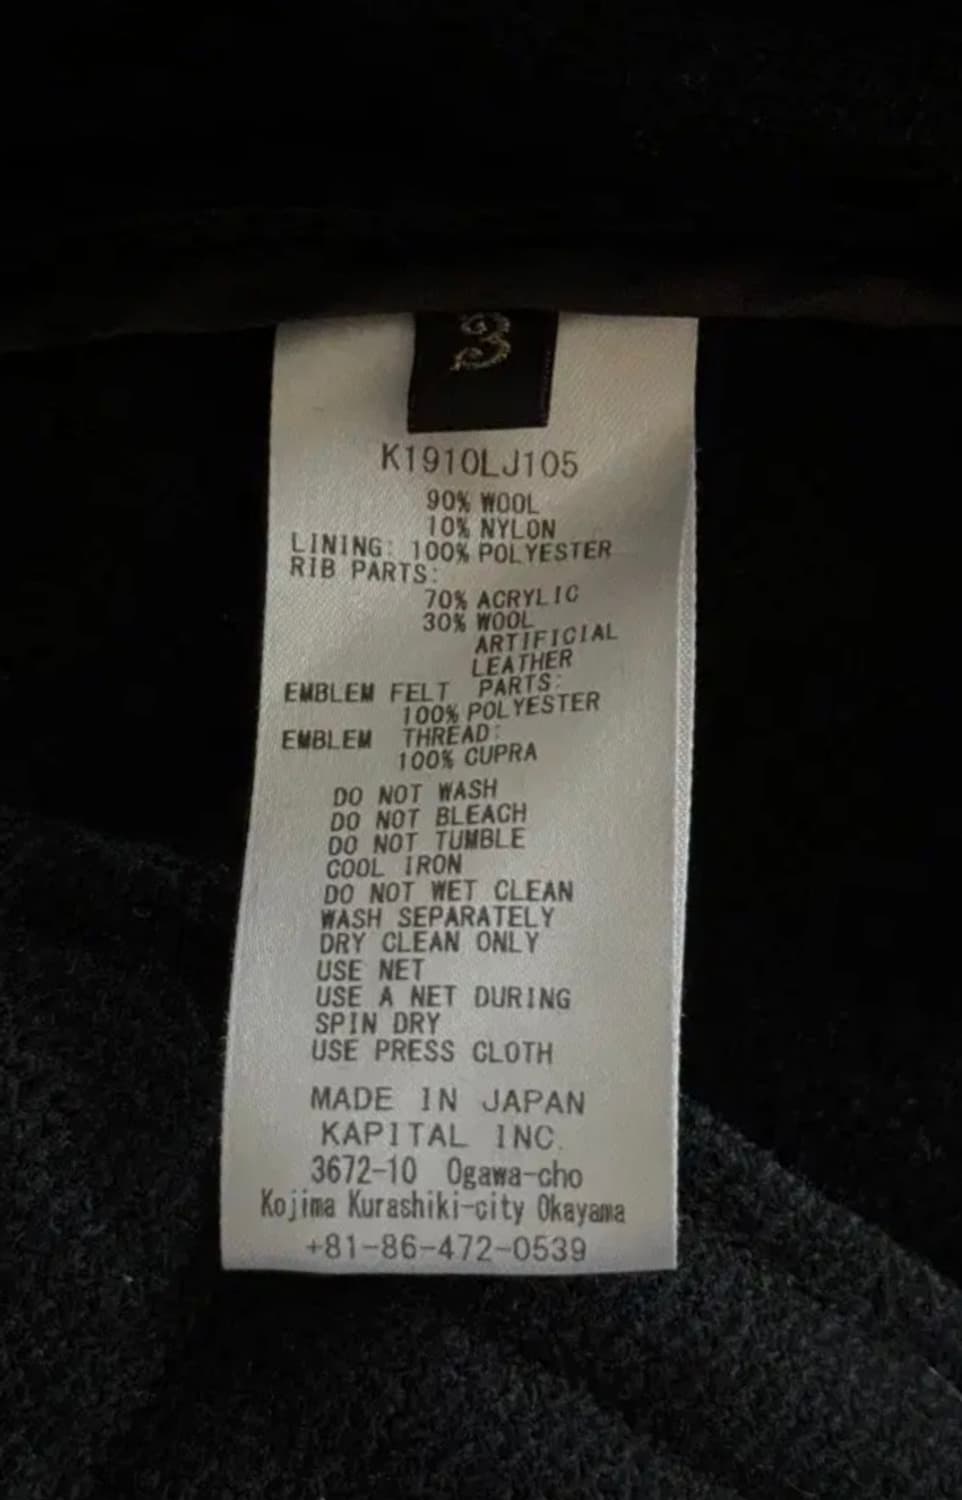 3
K1910LJ105
90% WOOL
10% NYLON
LINING: 100% POLYESTER
RIB PARTS:
70% ACRYLIC
30% WOOL
ARTIFICIAL
LEATHER
EMBLEM FELT PARTS:
100% POLYESTER
EMBLEM THREAD:
100% CUPRA
DO NOT WASH
DO NOT BLEACH
DO NOT TUMBLE
COOL IRON
DO NOT WET CLEAN
WASH SEPARATELY
DRY CLEAN ONLY
USE NET
USE A NET DURING
SPIN DRY
USE PRESS CLOTH
MADE IN JAPAN
KAPITAL INC.
3672-10 Ogawa-cho
Kojima Kurashiki-city Okayama
+81-86-472-0539